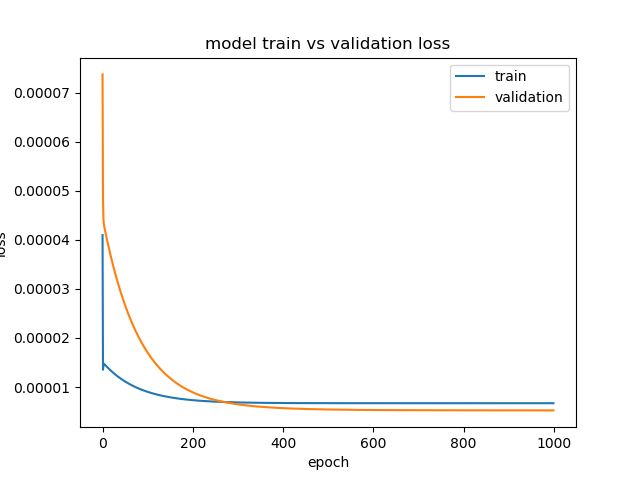 model train vs validation loss
train
validation
0.00007
0.00006
0.00005
0.00004
0.00003
0.00002
0.00001
loss
0 200 400 600 800 1000
epoch